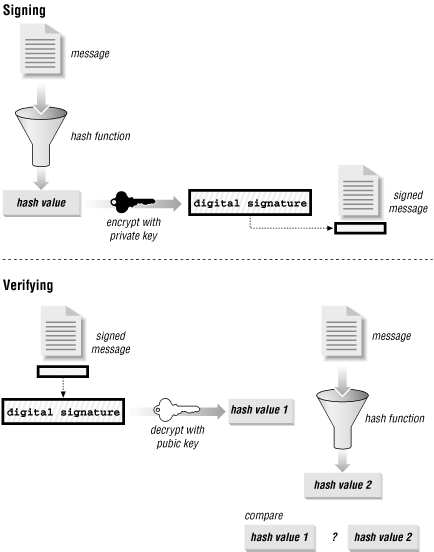 Signing
message
hash function
hash value
encrypt with
private key
digital signature
signed
message
Verifying
signed
message
digital signature
decrypt with
pubic key
hash value 1
message
hash function
hash value 2
compare
hash value 1 ? hash value 2